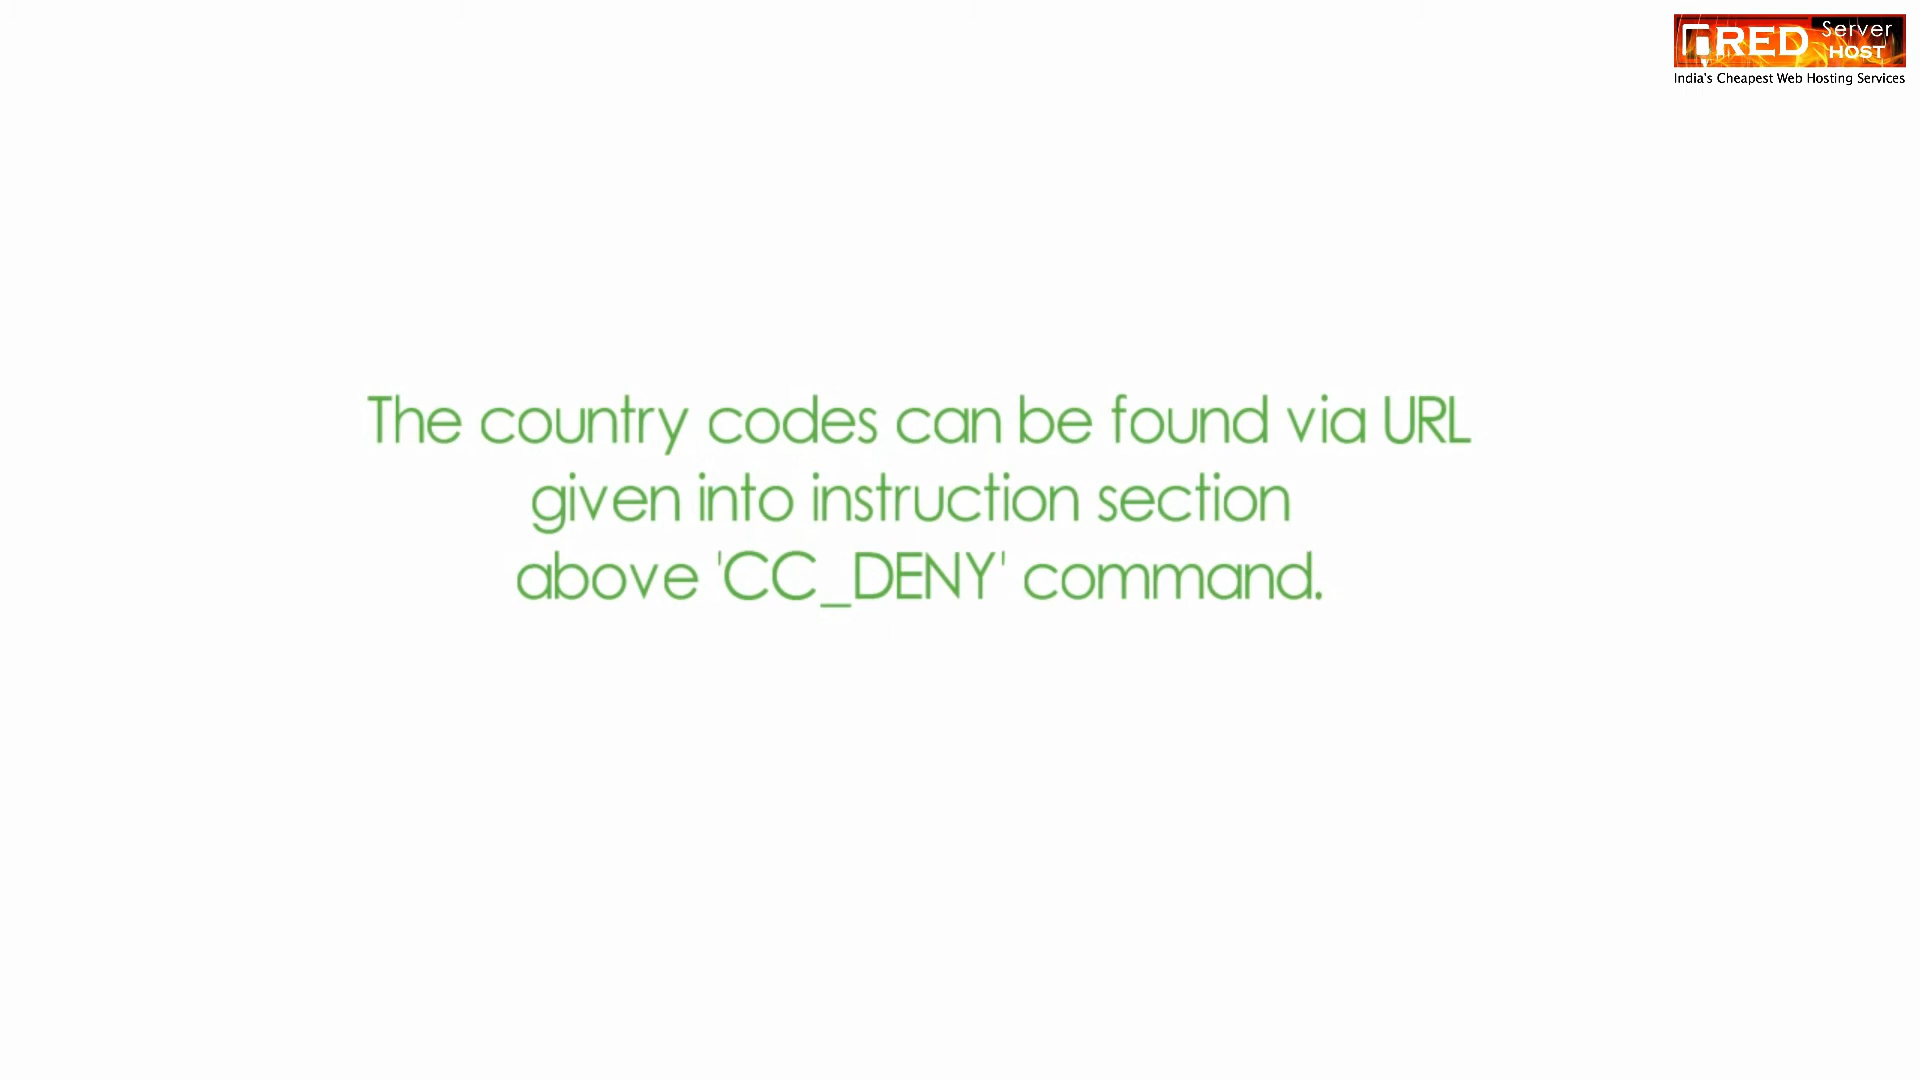 RED Server
HOST
India's Cheapest Web Hosting Services
The country codes can be found via URL
given into instruction section
above 'CC_DENY' command.